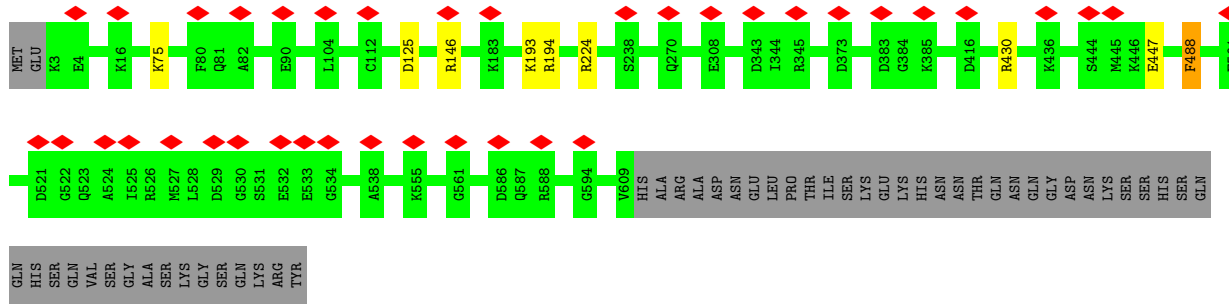 MET GLU K3 E4 K16 K75 F80 Q81 A82 E90 L104 C112 D125 R146 K183 K193 R194 R224 S238 Q270 E308 D343 I344 R345 D373 D383 G384 K385 D416 R430 K436 S444 M445 K446 E447 F488
D521 G522 Q523 A524 I525 R526 M527 L528 D529 G530 S531 E532 E533 G534 A538 K555 G561 D586 Q587 R588 G594 V609 HIS ALA ARG ALA ASP ASN GLU LEU PRO THR ILE SER LYS GLU LYS HIS ASN ASN THR GLN ASN GLN GLY ASP ASN LYS SER SER HIS SER GLN
GLN HIS SER GLN VAL SER GLY ALA SER LYS GLY SER GLN LYS ARG TYR